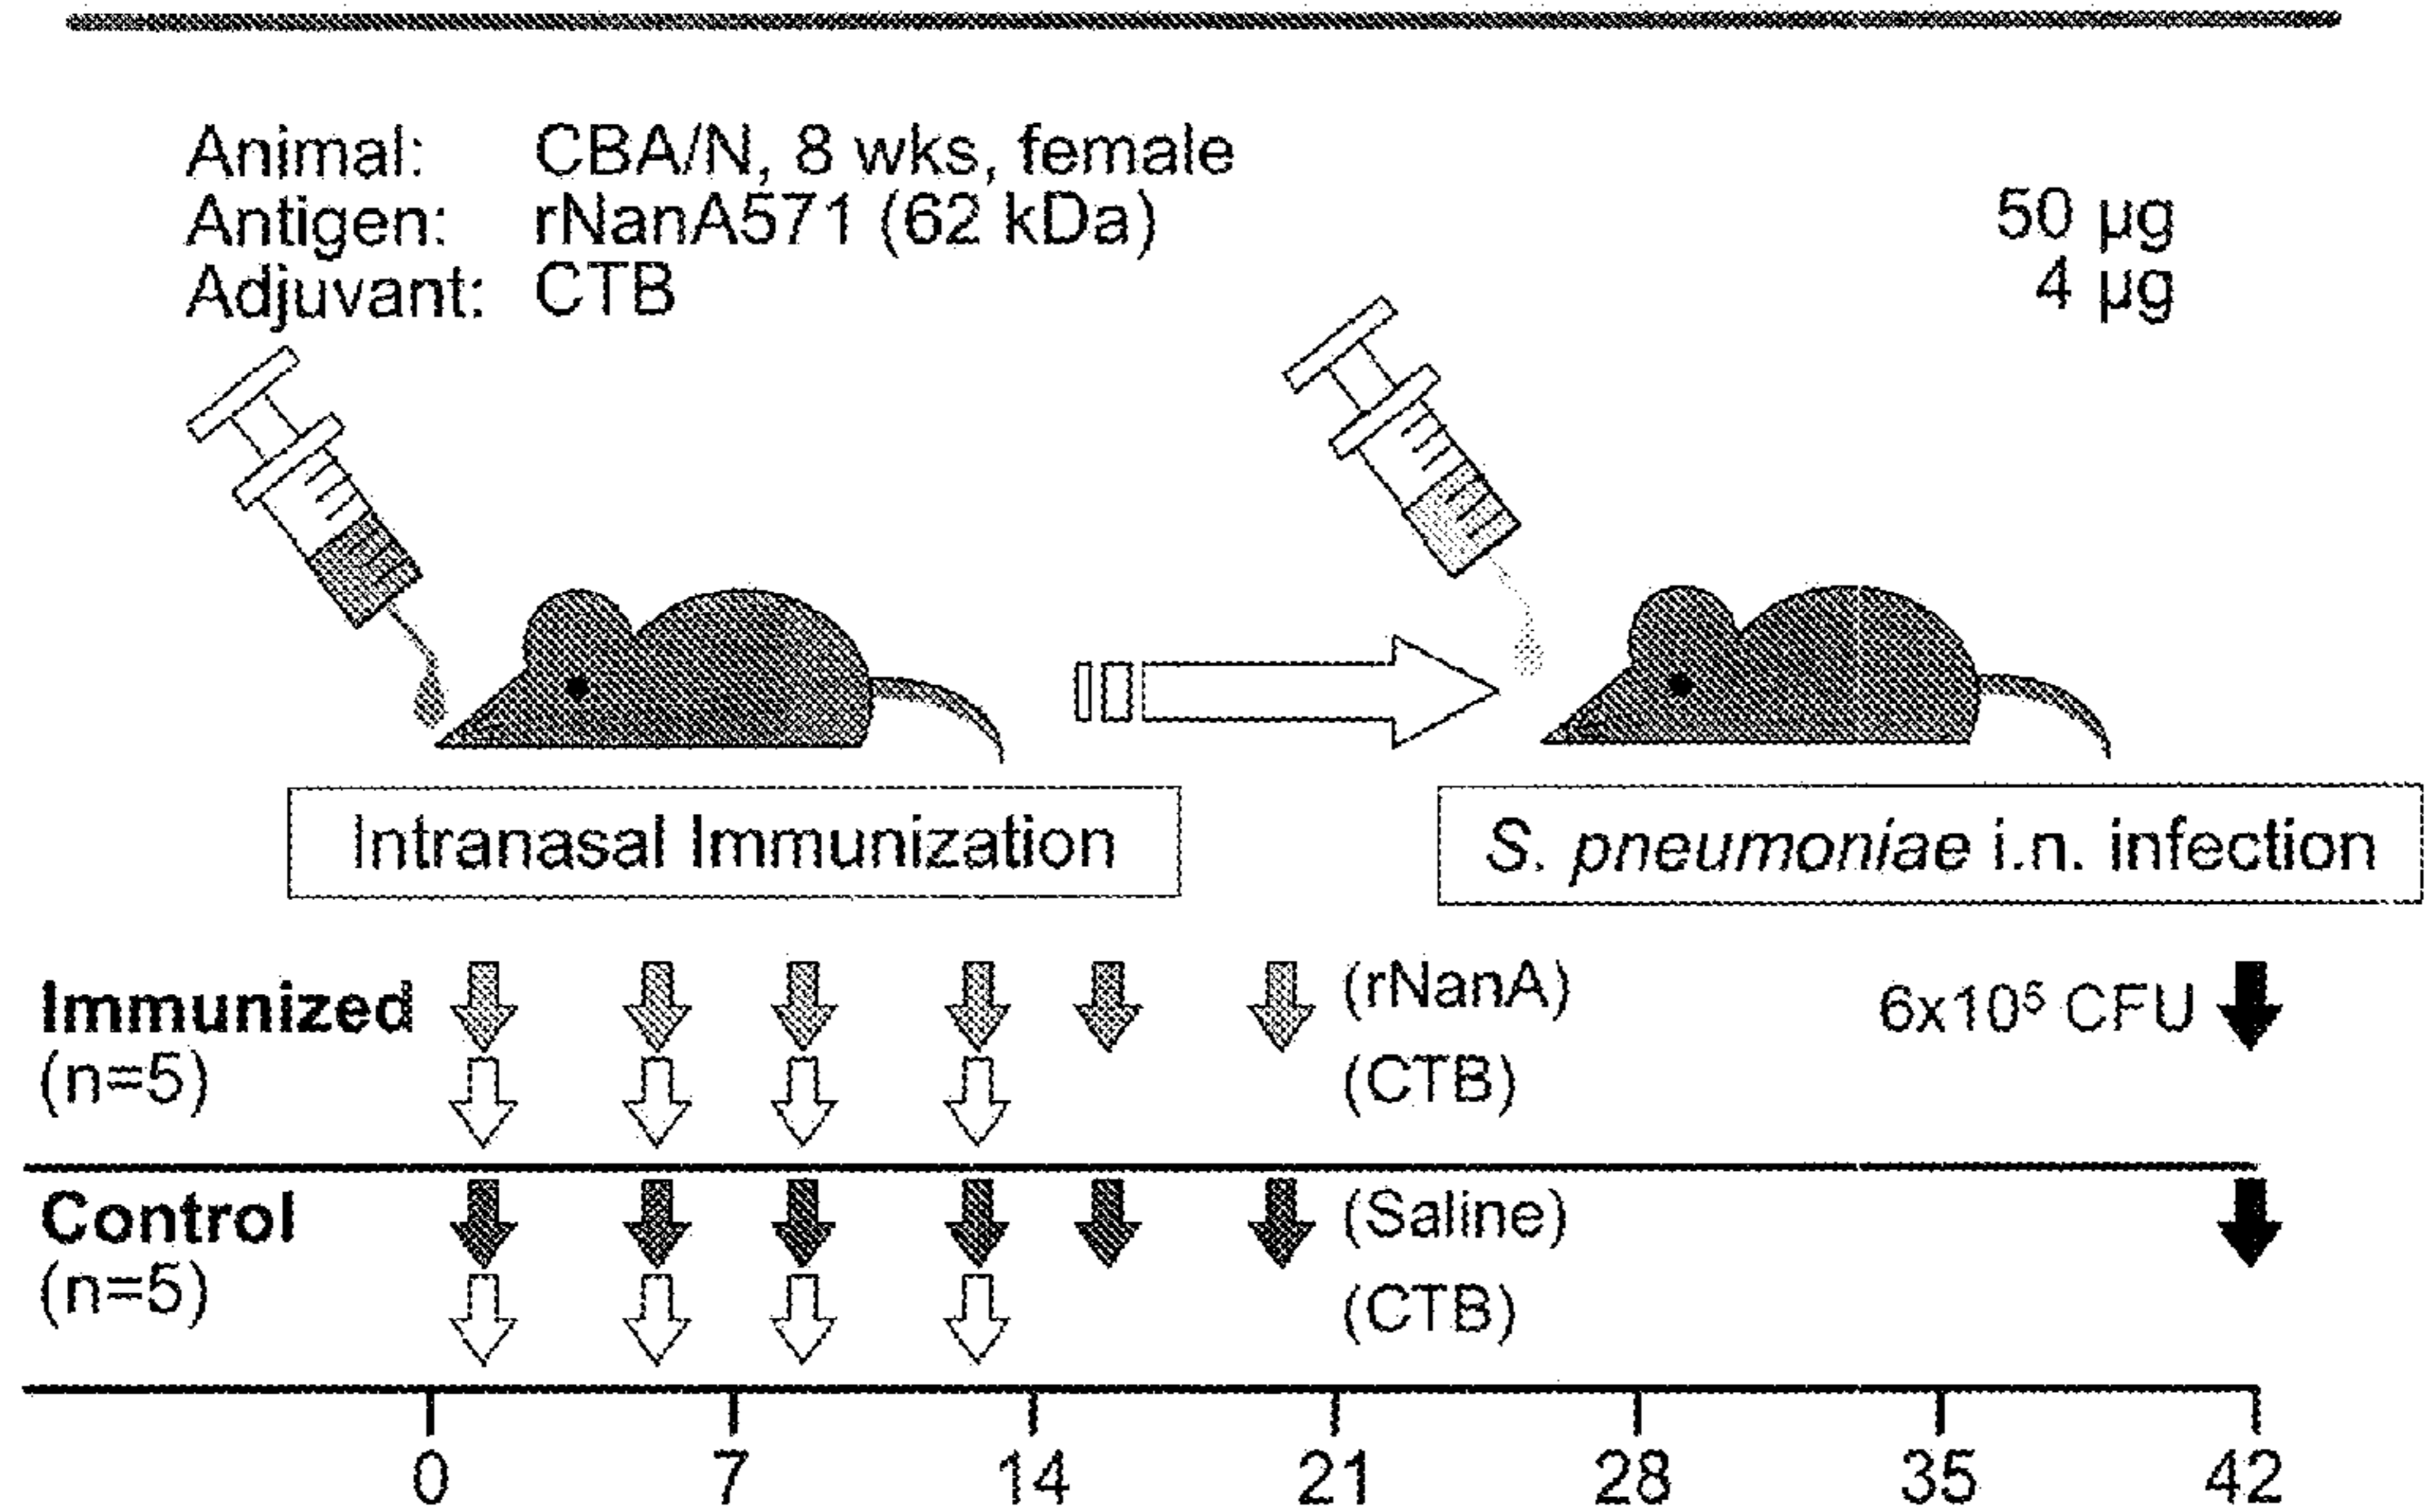 Animal: CBA/N, 8 wks, female
Antigen: rNanA571 (62 kDa) 50 µg
Adjuvant: CTB 4 µg
Intranasal Immunization
S. pneumoniae i.n. infection
Immunized (rNanA) 6x10⁵ CFU
(n=5) (CTB)
Control (Saline)
(n=5) (CTB)
0 7 14 21 28 35 42